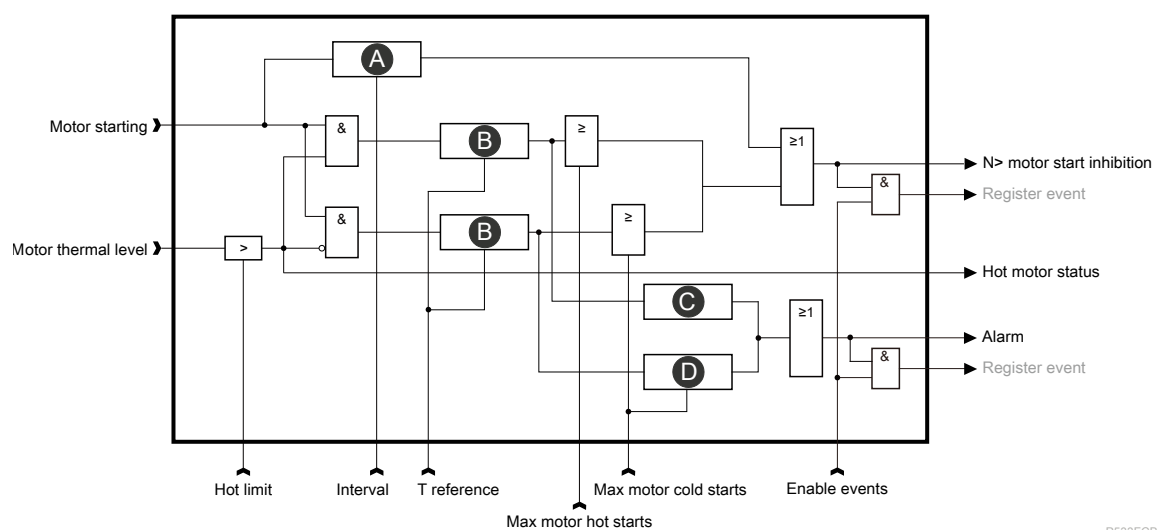 A
Motor starting
&
B
≥
≥1
N> motor start inhibition
&
Register event
&
B
≥
Motor thermal level
>
Hot motor status
C
≥1
Alarm
&
Register event
D
Hot limit
Interval
T reference
Max motor cold starts
Enable events
Max motor hot starts